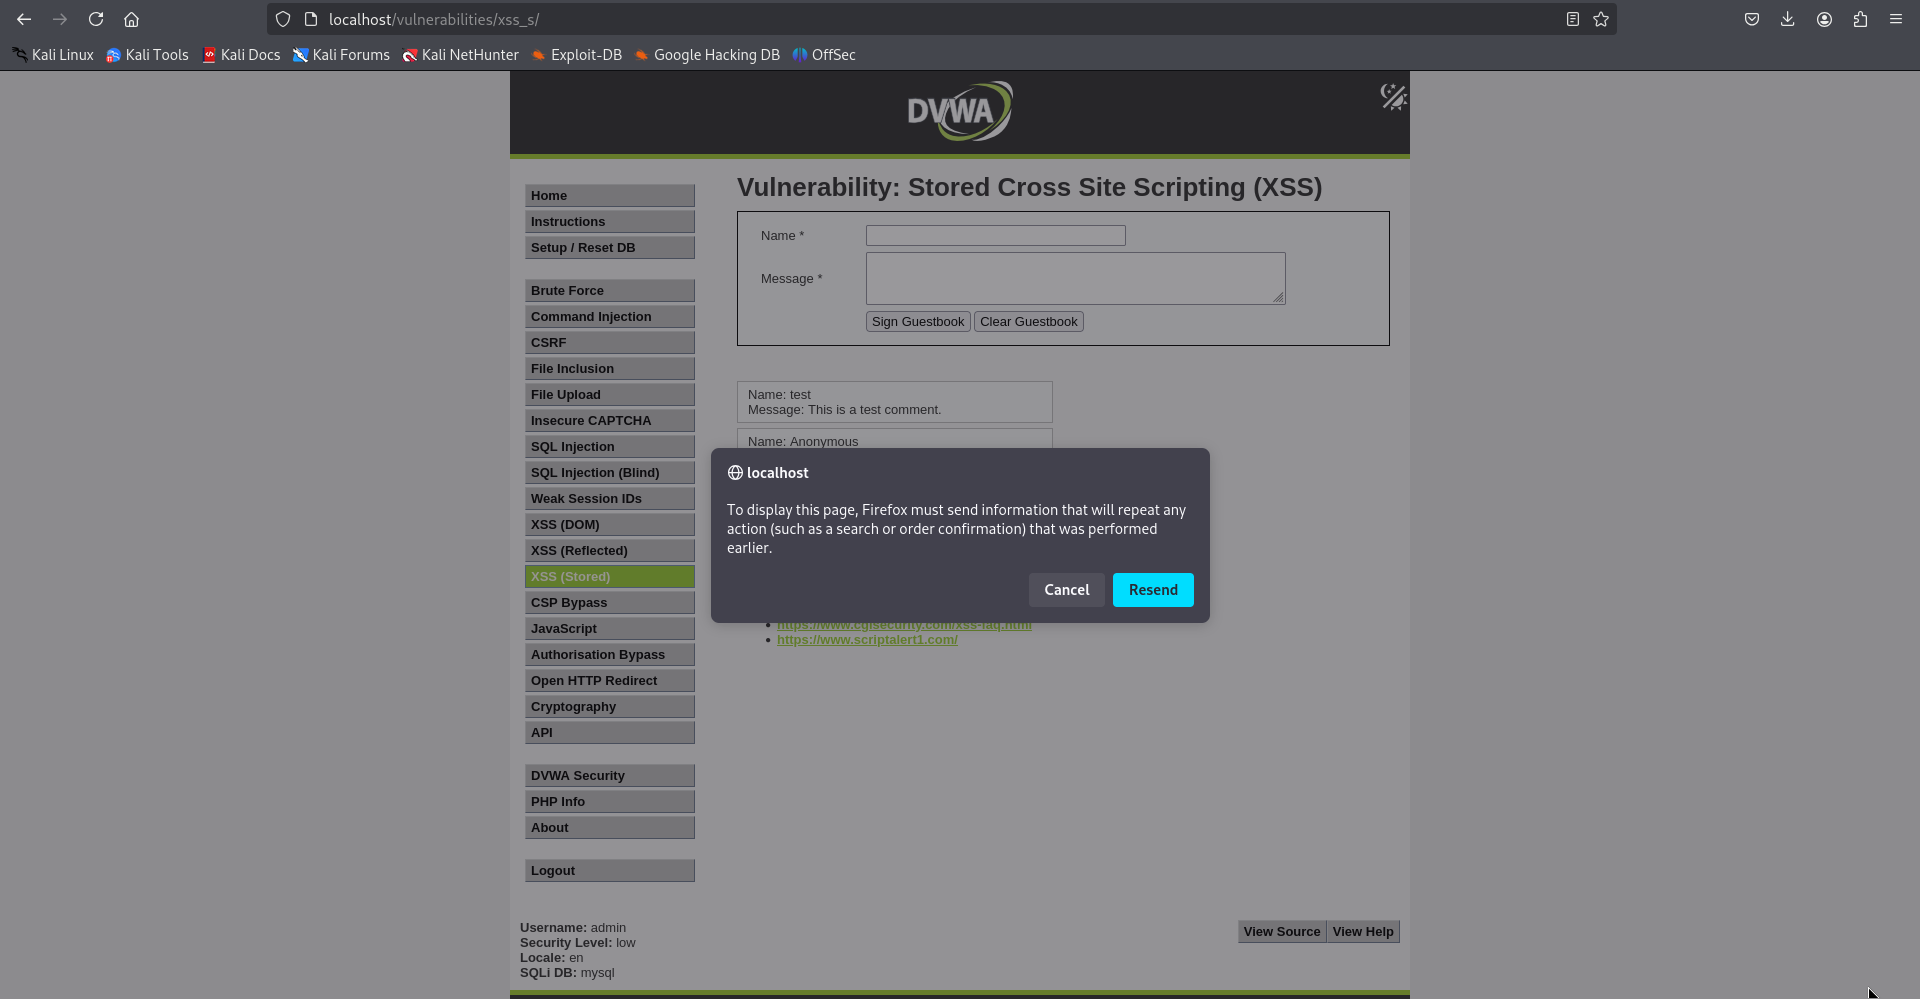 localhost/vulnerabilities/xss_s/
Kali Linux Kali Tools Kali Docs Kali Forums Kali NetHunter Exploit-DB Google Hacking DB OffSec
DVWA
Home
Instructions
Setup / Reset DB
Brute Force
Command Injection
CSRF
File Inclusion
File Upload
Insecure CAPTCHA
SQL Injection
SQL Injection (Blind)
Weak Session IDs
XSS (DOM)
XSS (Reflected)
XSS (Stored)
CSP Bypass
JavaScript
Authorisation Bypass
Open HTTP Redirect
Cryptography
API
DVWA Security
PHP Info
About
Logout
Vulnerability: Stored Cross Site Scripting (XSS)
Name *
Message *
Sign Guestbook Clear Guestbook
Name: test
Message: This is a test comment.
Name: Anonymous
localhost
To display this page, Firefox must send information that will repeat any
action (such as a search or order confirmation) that was performed
earlier.
Cancel Resend
https://www.cgisecurity.com/xss-faq.html
https://www.scriptalert1.com/
Username: admin
Security Level: low
Locale: en
SQLi DB: mysql
View Source View Help